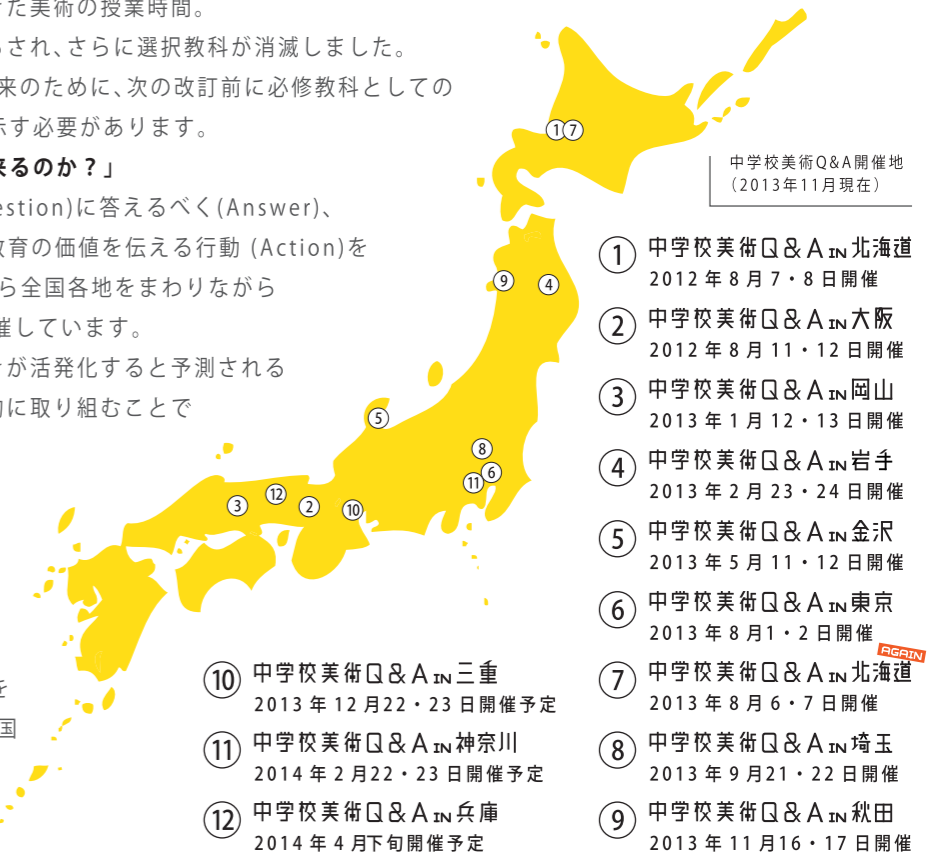 た美術の授業時間。
され、さらに選択教科が消滅しました。
来のために、次の改訂前に必修教科としての
示す必要があります。
来るのか？」
estion)に答えるべく(Answer)、
教育の価値を伝える行動 (Action)を
ら全国各地をまわりながら
催しています。
が活発化すると予測される
的に取り組むことで
を
国
中学校美術Q&A開催地
（2013年11月現在）
① 中学校美術Q&A IN 北海道
2012年8月7・8日開催
② 中学校美術Q&A IN 大阪
2012年8月11・12日開催
③ 中学校美術Q&A IN 岡山
2013年1月12・13日開催
④ 中学校美術Q&A IN 岩手
2013年2月23・24日開催
⑤ 中学校美術Q&A IN 金沢
2013年5月11・12日開催
⑥ 中学校美術Q&A IN 東京
2013年8月1・2日開催
AGAIN
⑦ 中学校美術Q&A IN 北海道
2013年8月6・7日開催
⑧ 中学校美術Q&A IN 埼玉
2013年9月21・22日開催
⑨ 中学校美術Q&A IN 秋田
2013年11月16・17日開催
⑩ 中学校美術Q&A IN 三重
2013年12月22・23日開催予定
⑪ 中学校美術Q&A IN 神奈川
2014年2月22・23日開催予定
⑫ 中学校美術Q&A IN 兵庫
2014年4月下旬開催予定
①⑦
⑨
④
⑤
⑧
⑥
⑪
⑫
③
②
⑩